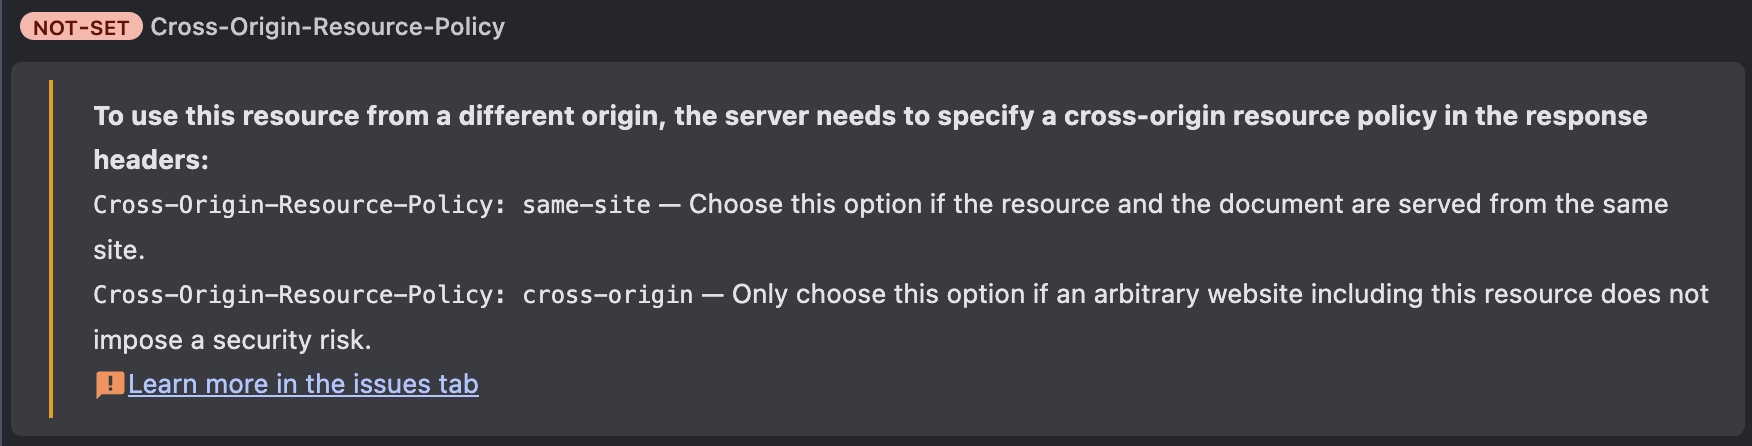 NOT-SET Cross-Origin-Resource-Policy
To use this resource from a different origin, the server needs to specify a cross-origin resource policy in the response
headers:
Cross-Origin-Resource-Policy: same-site — Choose this option if the resource and the document are served from the same
site.
Cross-Origin-Resource-Policy: cross-origin — Only choose this option if an arbitrary website including this resource does not
impose a security risk.
Learn more in the issues tab